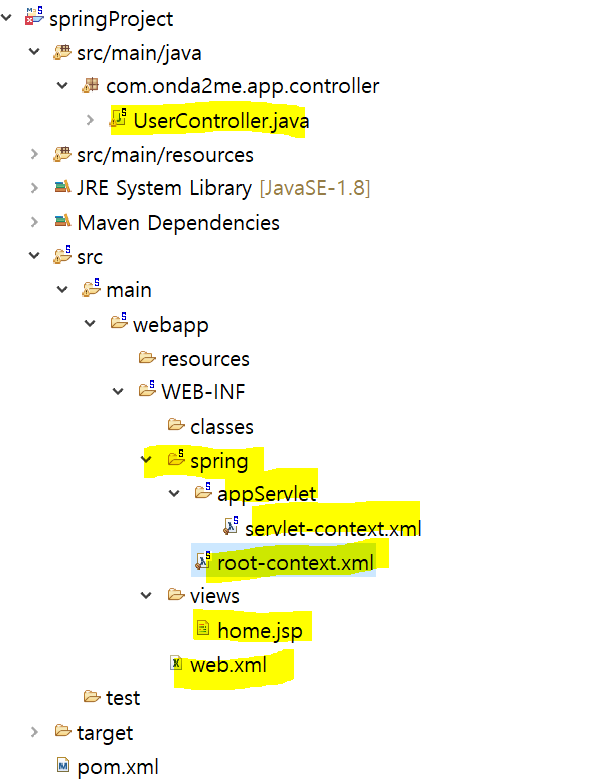 springProject
src/main/java
com.onda2me.app.controller
UserController.java
src/main/resources
JRE System Library [JavaSE-1.8]
Maven Dependencies
src
main
webapp
resources
WEB-INF
classes
spring
appServlet
servlet-context.xml
root-context.xml
views
home.jsp
web.xml
test
target
pom.xml